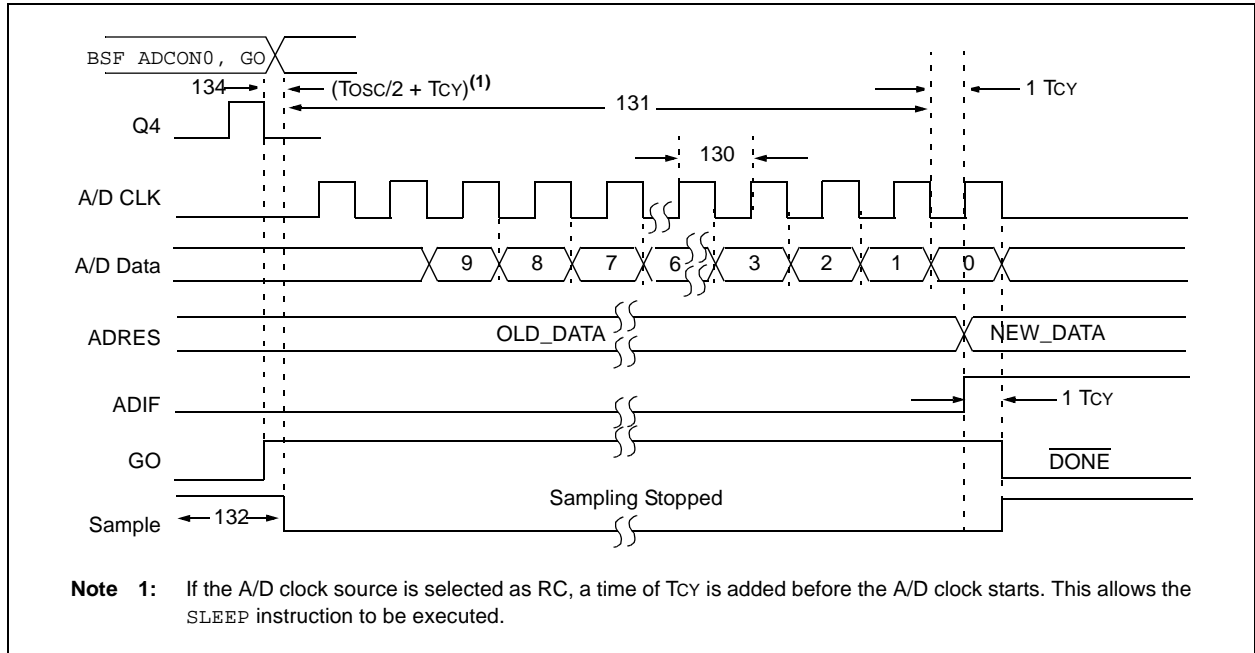 BSF ADCON0, GO
134 (TOSC/2 + TCY)(1) 1 TCY
131
Q4
130
A/D CLK
A/D Data 9 8 7 6 3 2 1 0
ADRES OLD_DATA NEW_DATA
ADIF 1 TCY
GO DONE
Sampling Stopped
Sample 132
Note 1: If the A/D clock source is selected as RC, a time of TCY is added before the A/D clock starts. This allows the
SLEEP instruction to be executed.